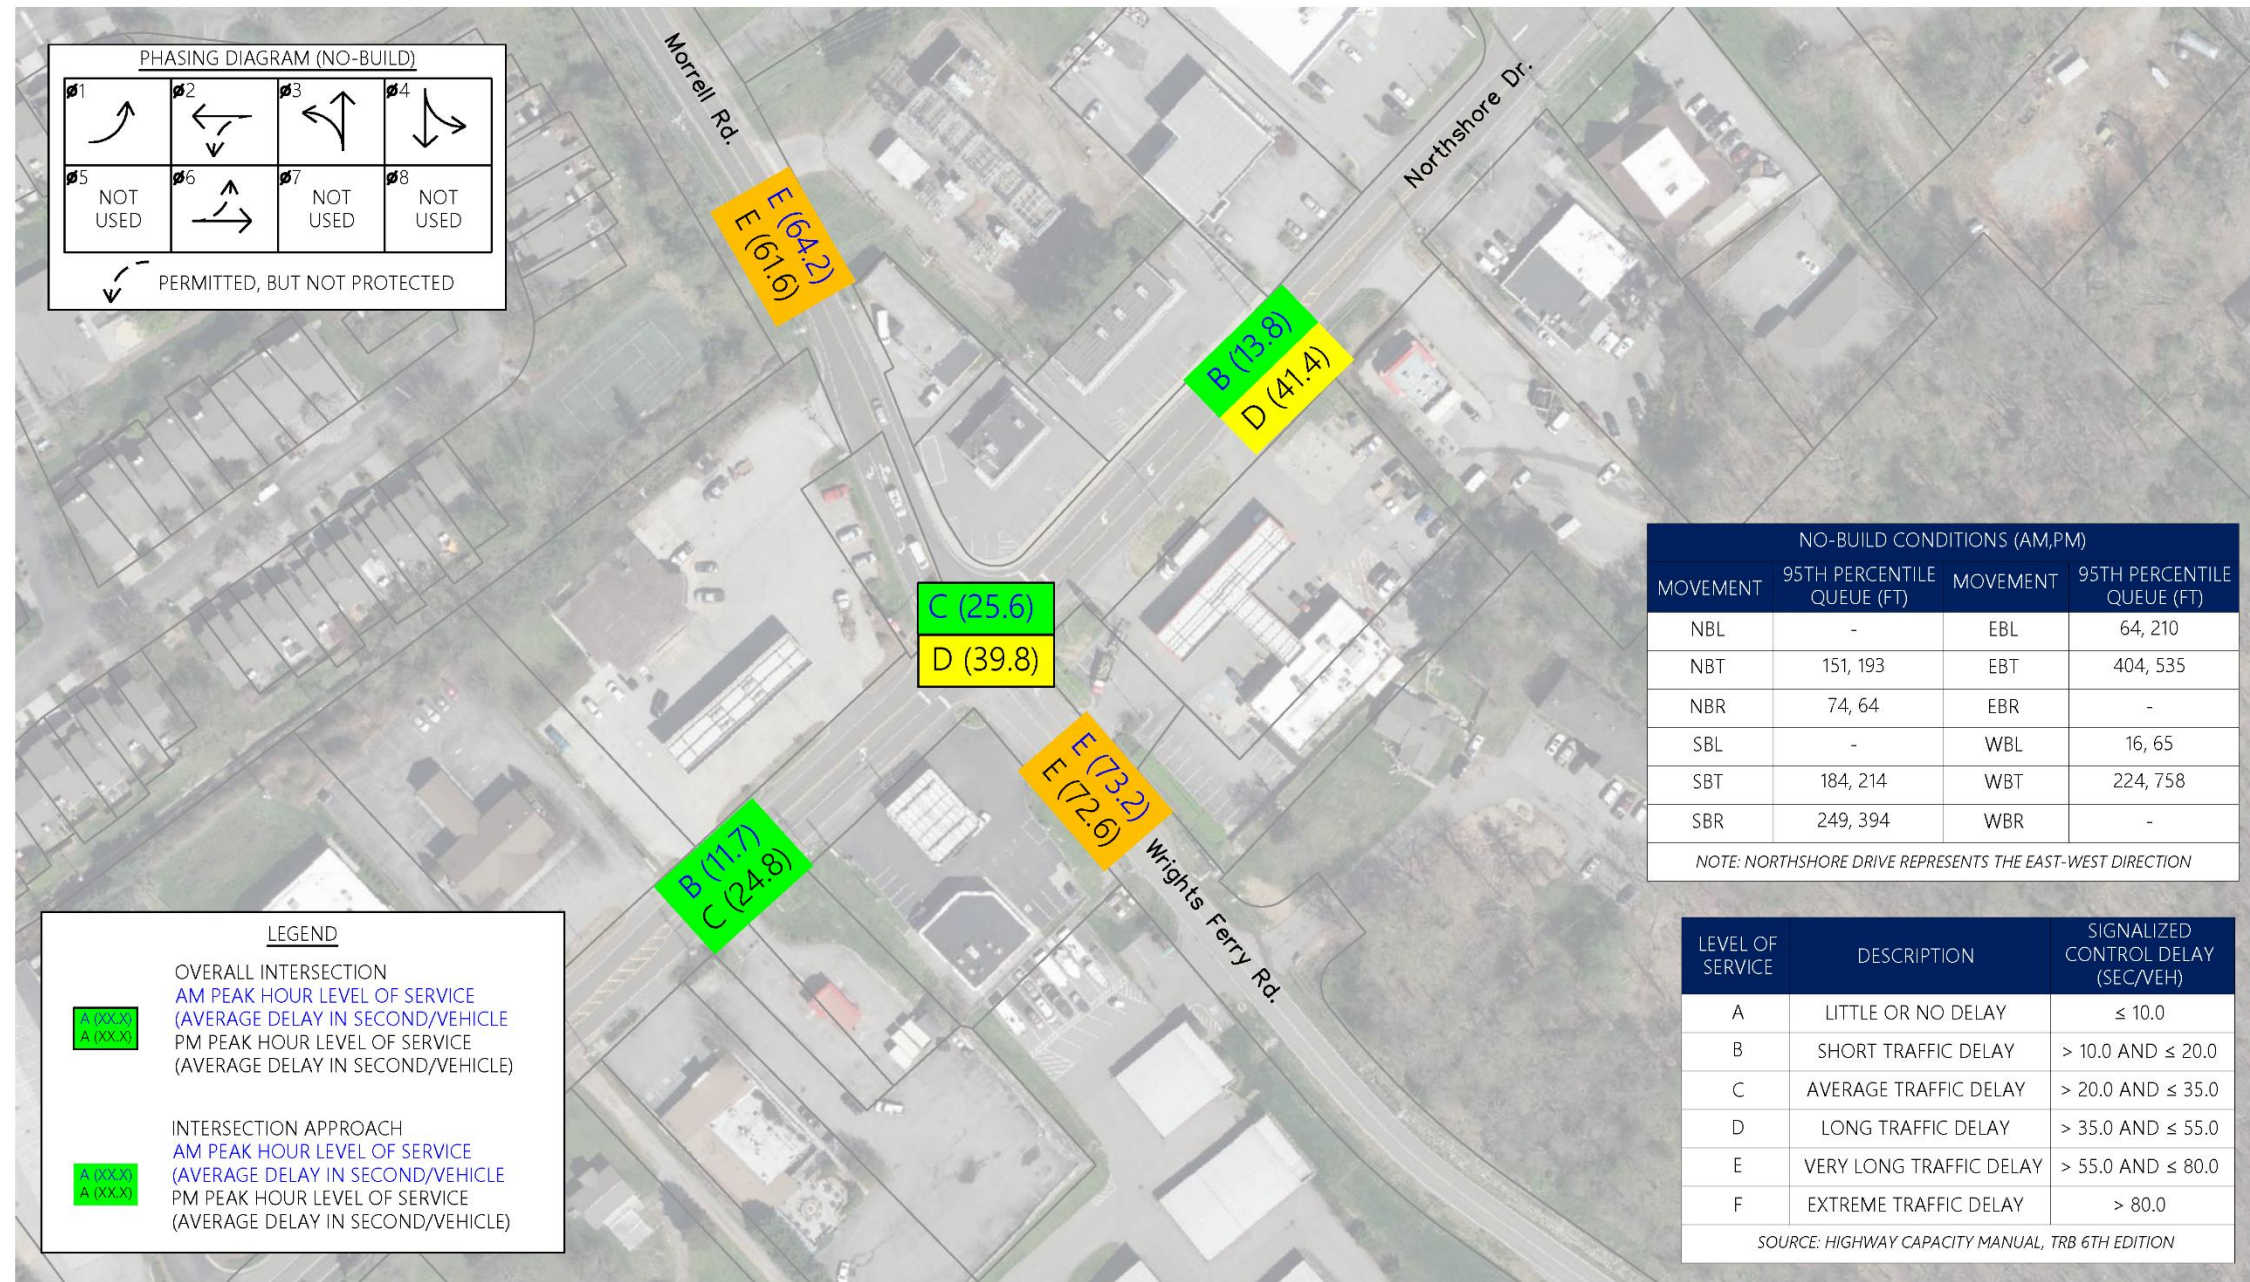 PHASING DIAGRAM (NO-BUILD)
ø1 ø2 ø3 ø4
ø5 ø6 ø7 ø8
NOT USED NOT USED NOT USED
PERMITTED, BUT NOT PROTECTED
Morrell Rd.
Northshore Dr.
E (64.2)
E (61.6)
B (13.8)
D (41.4)
C (25.6)
D (39.8)
E (73.2)
E (72.6)
B (11.7)
C (24.8)
Wrights Ferry Rd.
NO-BUILD CONDITIONS (AM,PM)
MOVEMENT 95TH PERCENTILE QUEUE (FT) MOVEMENT 95TH PERCENTILE QUEUE (FT)
NBL - EBL 64, 210
NBT 151, 193 EBT 404, 535
NBR 74, 64 EBR -
SBL - WBL 16, 65
SBT 184, 214 WBT 224, 758
SBR 249, 394 WBR -
NOTE: NORTHSHORE DRIVE REPRESENTS THE EAST-WEST DIRECTION
LEGEND
OVERALL INTERSECTION
AM PEAK HOUR LEVEL OF SERVICE
(AVERAGE DELAY IN SECOND/VEHICLE
PM PEAK HOUR LEVEL OF SERVICE
(AVERAGE DELAY IN SECOND/VEHICLE)
A (XX.X)
A (XX.X)
INTERSECTION APPROACH
AM PEAK HOUR LEVEL OF SERVICE
(AVERAGE DELAY IN SECOND/VEHICLE
PM PEAK HOUR LEVEL OF SERVICE
(AVERAGE DELAY IN SECOND/VEHICLE)
A (XX.X)
A (XX.X)
LEVEL OF SERVICE DESCRIPTION SIGNALIZED CONTROL DELAY (SEC/VEH)
A LITTLE OR NO DELAY ≤ 10.0
B SHORT TRAFFIC DELAY > 10.0 AND ≤ 20.0
C AVERAGE TRAFFIC DELAY > 20.0 AND ≤ 35.0
D LONG TRAFFIC DELAY > 35.0 AND ≤ 55.0
E VERY LONG TRAFFIC DELAY > 55.0 AND ≤ 80.0
F EXTREME TRAFFIC DELAY > 80.0
SOURCE: HIGHWAY CAPACITY MANUAL, TRB 6TH EDITION